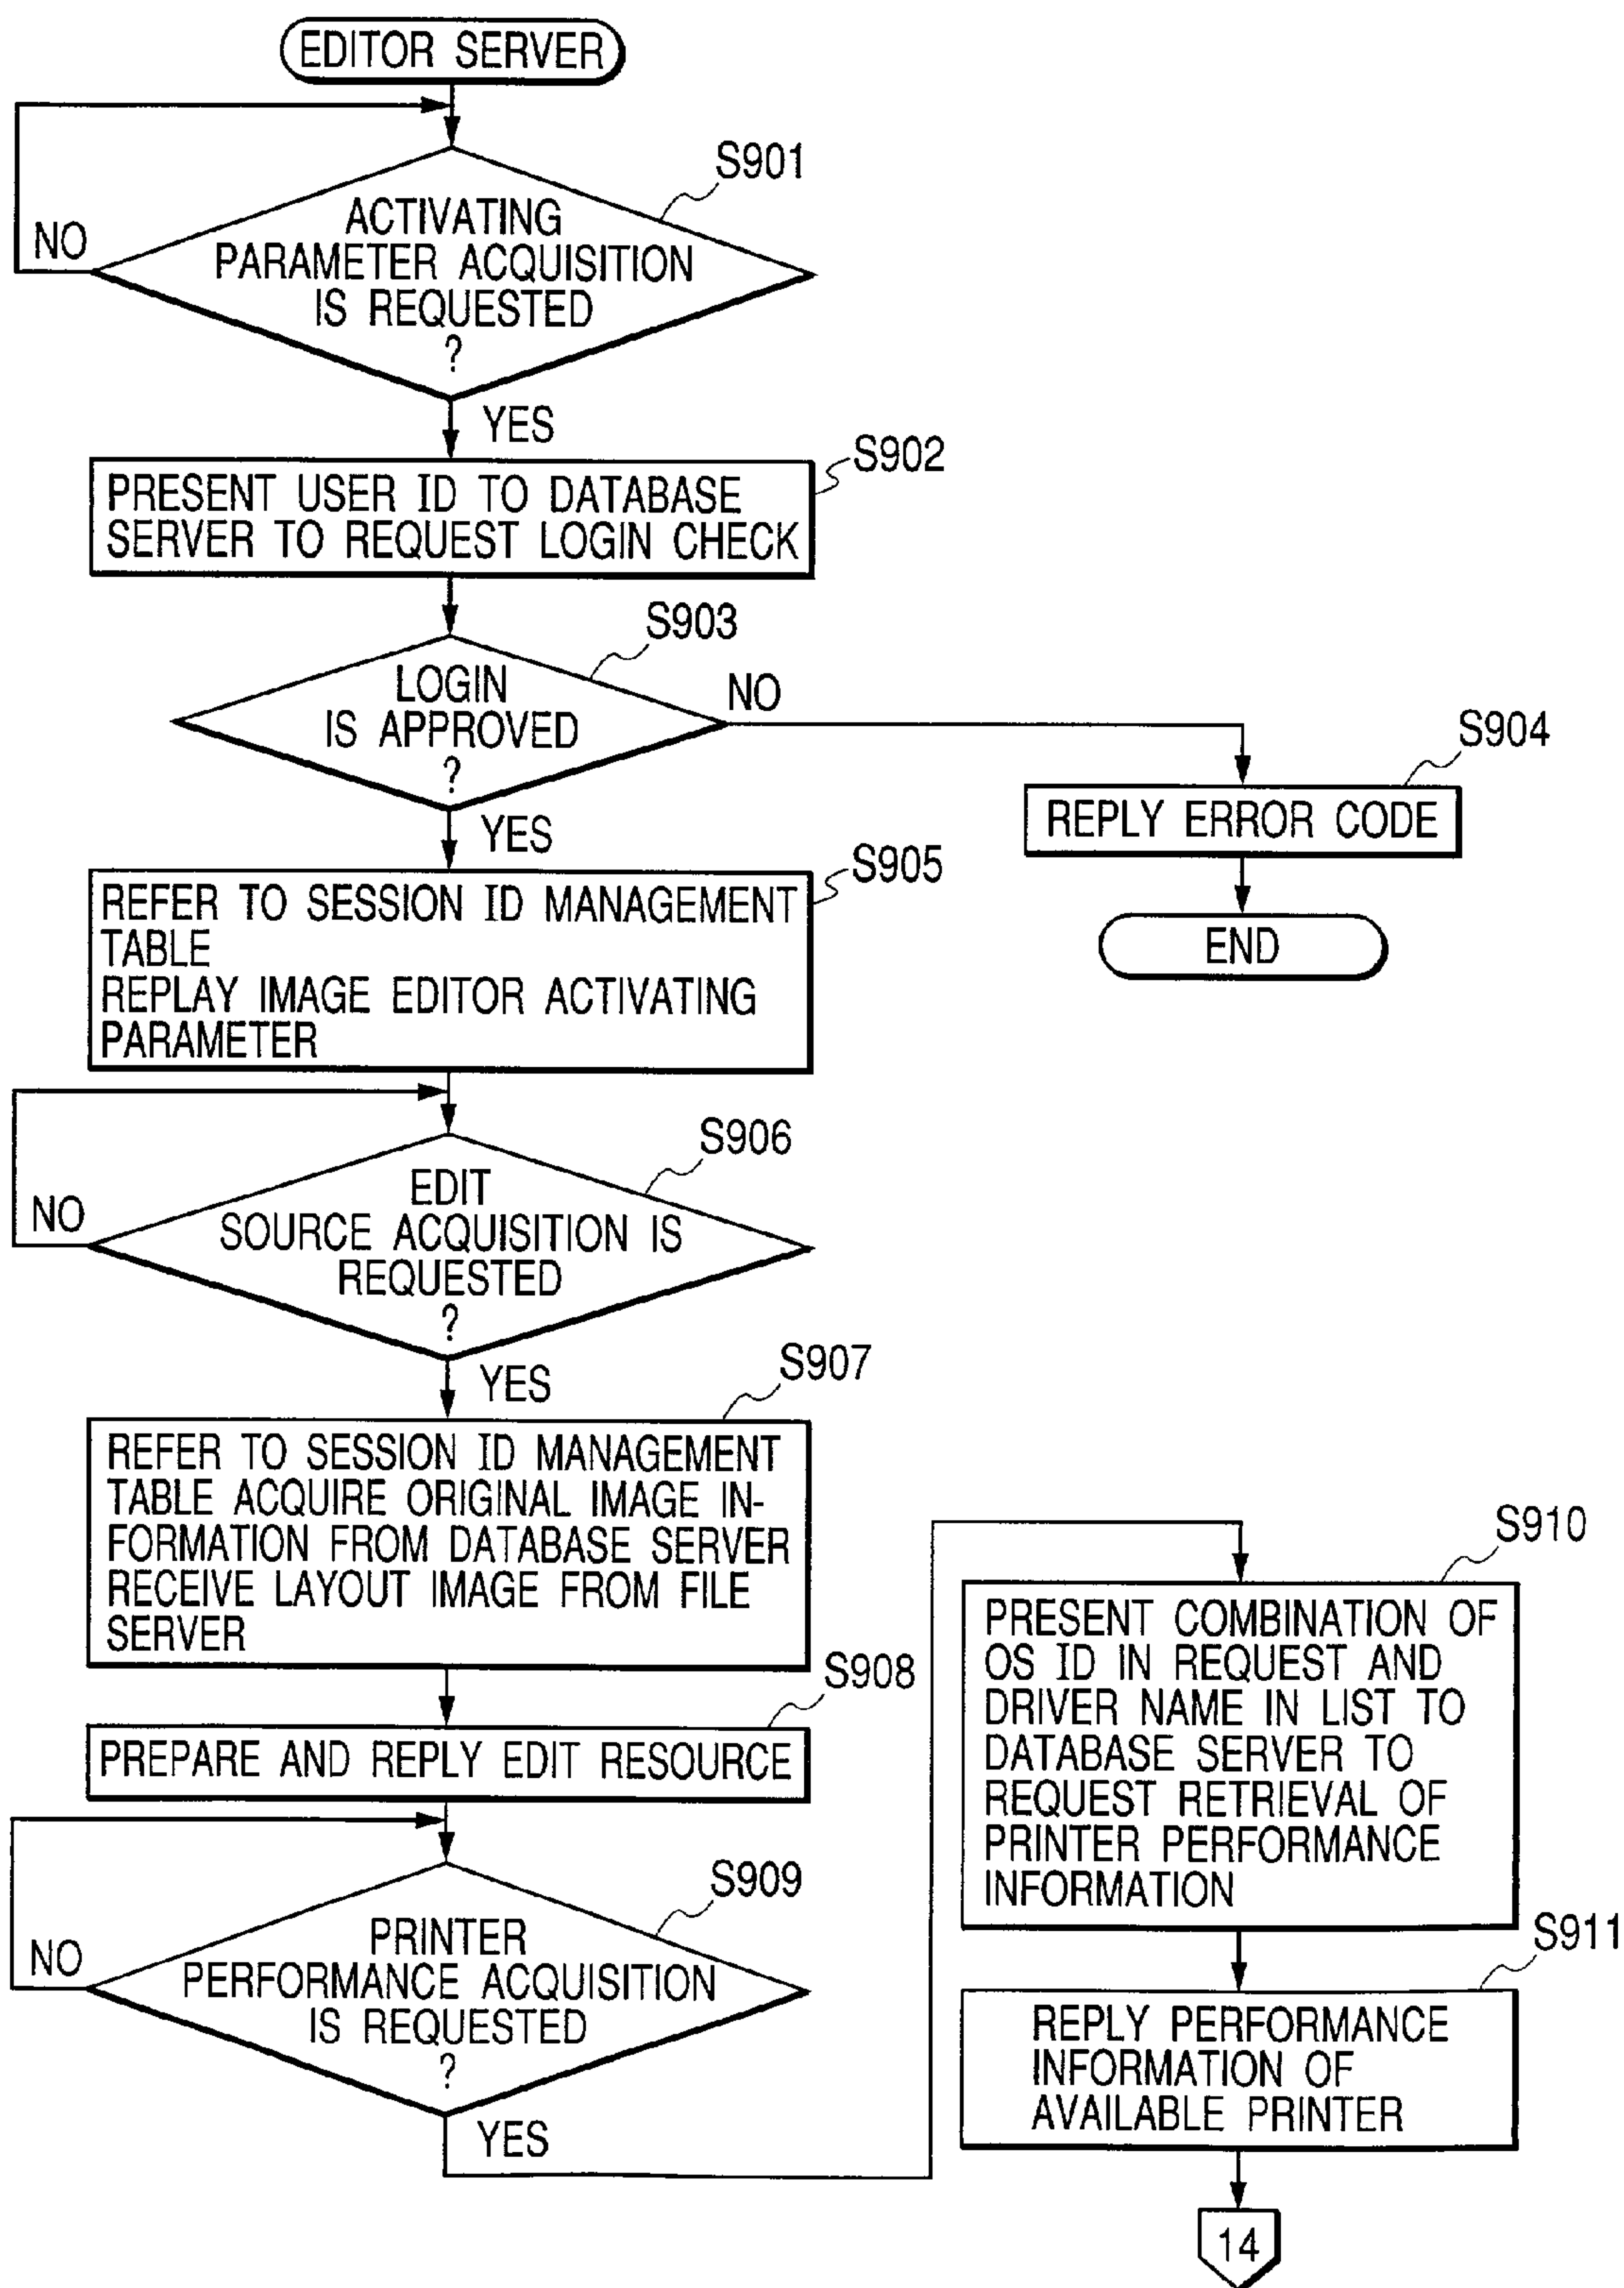 EDITOR SERVER
S901
ACTIVATING
PARAMETER ACQUISITION
IS REQUESTED
?
NO
YES
S902
PRESENT USER ID TO DATABASE
SERVER TO REQUEST LOGIN CHECK
S903
LOGIN
IS APPROVED
?
NO
YES
S904
REPLY ERROR CODE
END
S905
REFER TO SESSION ID MANAGEMENT
TABLE
REPLAY IMAGE EDITOR ACTIVATING
PARAMETER
S906
EDIT
SOURCE ACQUISITION IS
REQUESTED
?
NO
YES
S907
REFER TO SESSION ID MANAGEMENT
TABLE ACQUIRE ORIGINAL IMAGE IN-
FORMATION FROM DATABASE SERVER
RECEIVE LAYOUT IMAGE FROM FILE
SERVER
S908
PREPARE AND REPLY EDIT RESOURCE
S909
PRINTER
PERFORMANCE ACQUISITION
IS REQUESTED
?
NO
YES
S910
PRESENT COMBINATION OF
OS ID IN REQUEST AND
DRIVER NAME IN LIST TO
DATABASE SERVER TO
REQUEST RETRIEVAL OF
PRINTER PERFORMANCE
INFORMATION
S911
REPLY PERFORMANCE
INFORMATION OF
AVAILABLE PRINTER
14